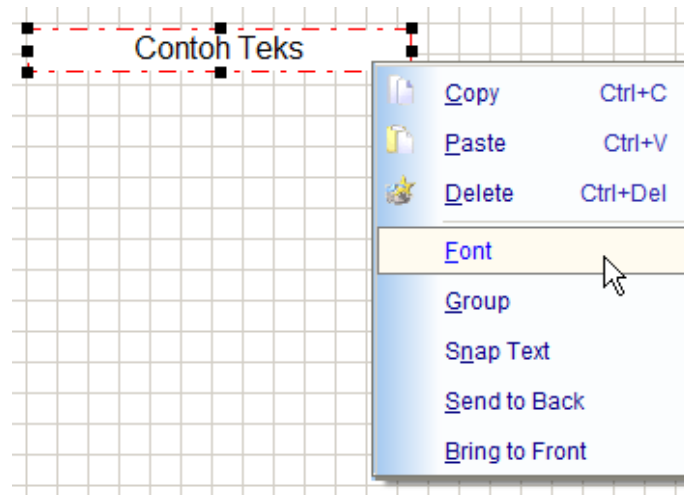 Contoh Teks
Copy Ctrl+C
Paste Ctrl+V
Delete Ctrl+Del
Font
Group
Snap Text
Send to Back
Bring to Front